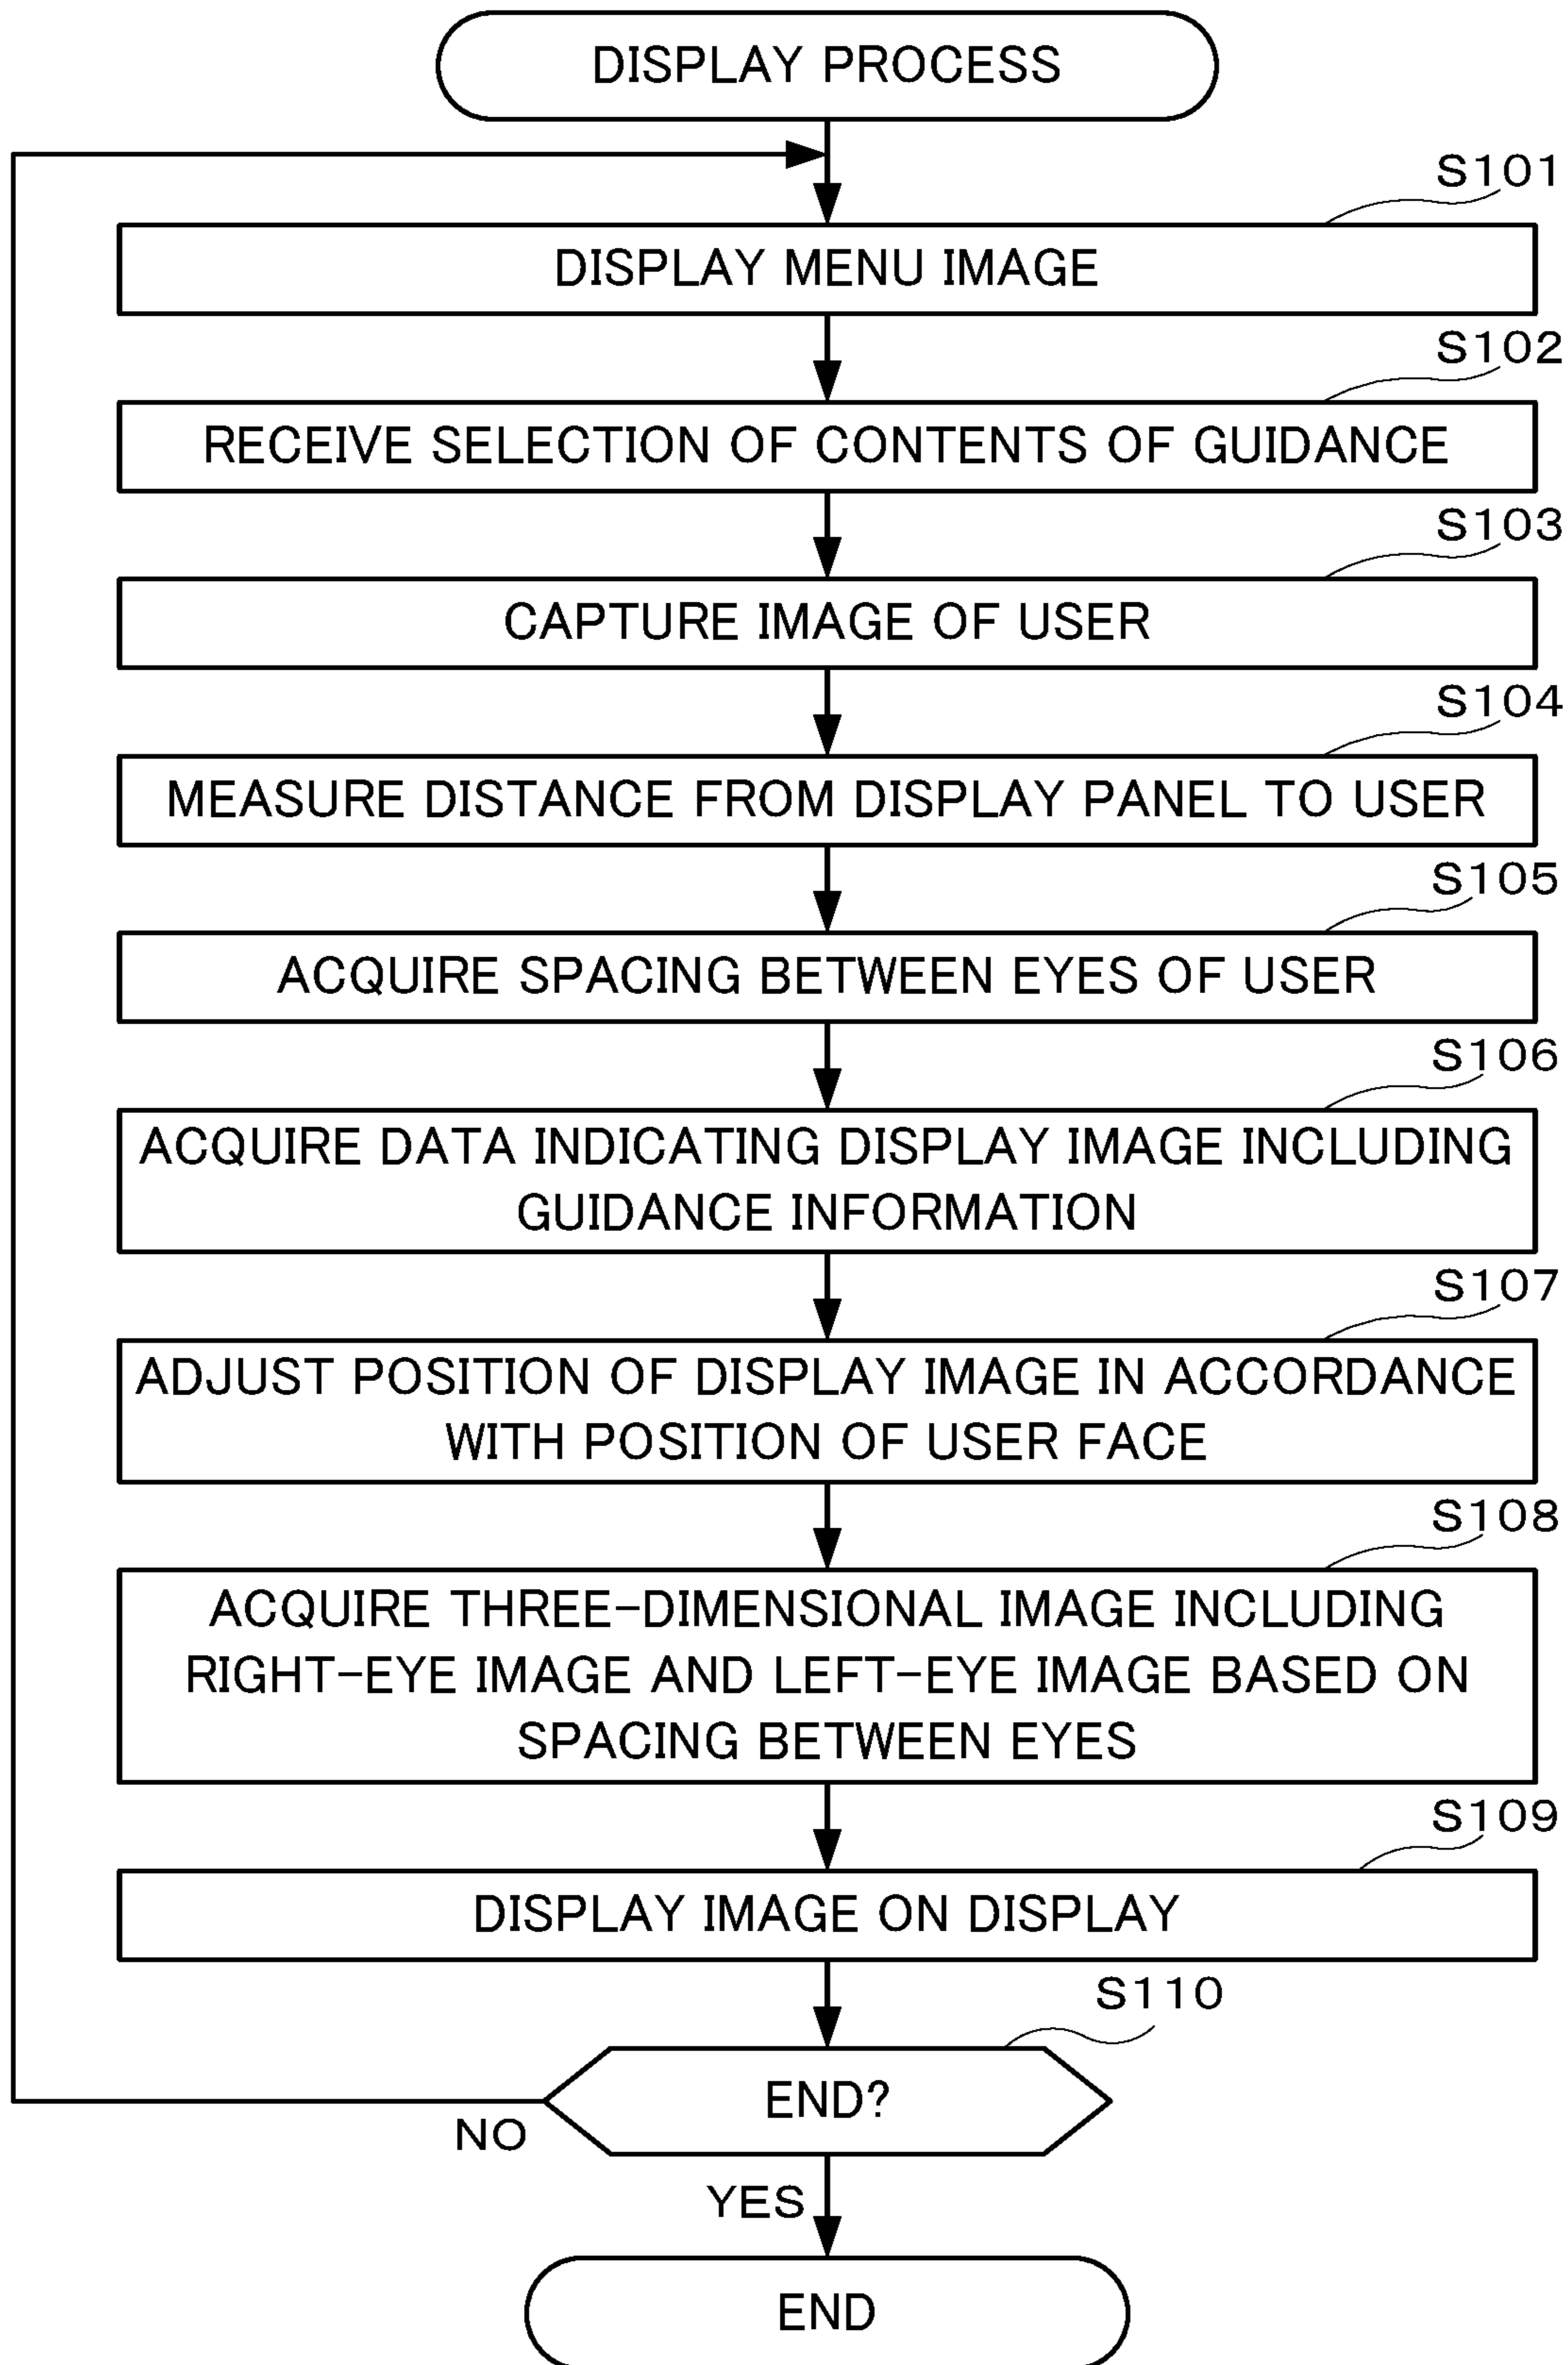 DISPLAY PROCESS
S101
DISPLAY MENU IMAGE
S102
RECEIVE SELECTION OF CONTENTS OF GUIDANCE
S103
CAPTURE IMAGE OF USER
S104
MEASURE DISTANCE FROM DISPLAY PANEL TO USER
S105
ACQUIRE SPACING BETWEEN EYES OF USER
S106
ACQUIRE DATA INDICATING DISPLAY IMAGE INCLUDING
GUIDANCE INFORMATION
S107
ADJUST POSITION OF DISPLAY IMAGE IN ACCORDANCE
WITH POSITION OF USER FACE
S108
ACQUIRE THREE-DIMENSIONAL IMAGE INCLUDING
RIGHT-EYE IMAGE AND LEFT-EYE IMAGE BASED ON
SPACING BETWEEN EYES
S109
DISPLAY IMAGE ON DISPLAY
S110
END?
NO
YES
END